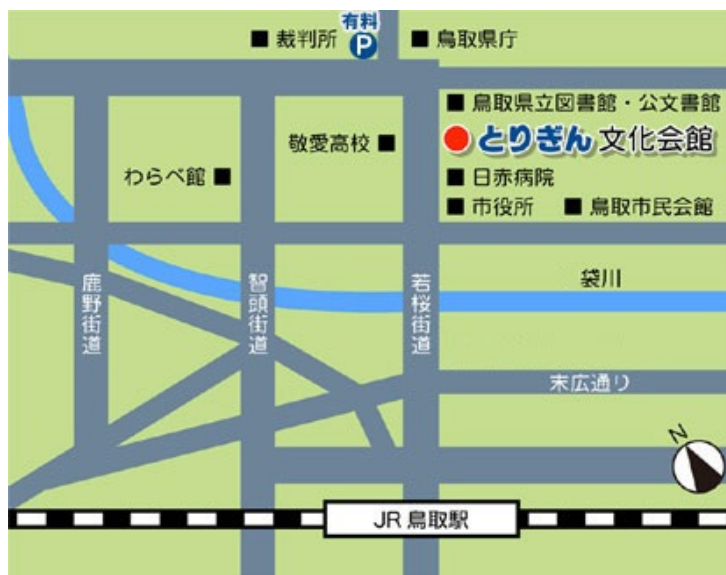 有料
P
■ 裁判所
■ 鳥取県庁
■ 鳥取県立図書館・公文書館
とりぎん文化会館
敬愛高校 ■
わらべ館 ■
■ 日赤病院
■ 市役所 ■ 鳥取市民会館
鹿野街道
智頭街道
若桜街道
袋川
末広通り
N
JR 鳥取駅